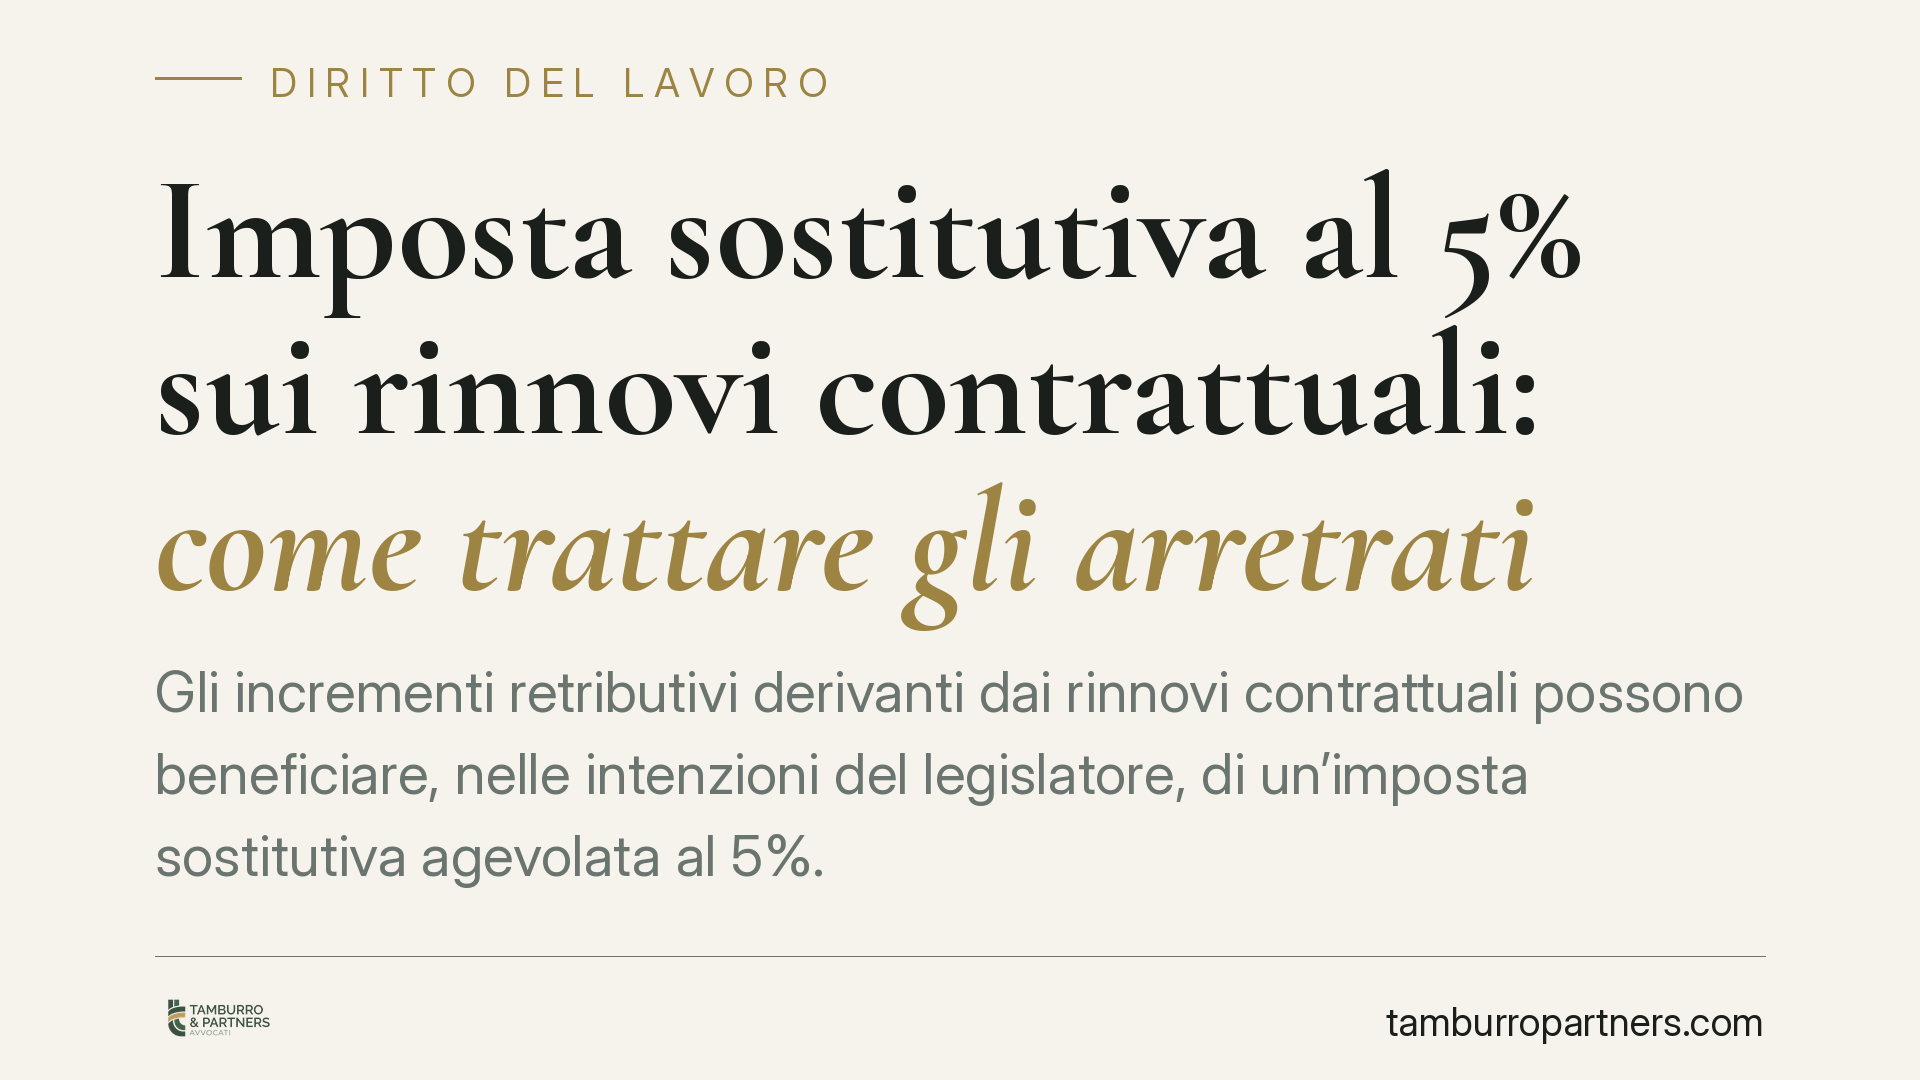 DIRITTO DEL LAVORO
Imposta sostitutiva al 5%
sui rinnovi contrattuali:
come trattare gli arretrati
Gli incrementi retributivi derivanti dai rinnovi contrattuali possono
beneficiare, nelle intenzioni del legislatore, di un’imposta
sostitutiva agevolata al 5%.
TAMBURRO
& PARTNERS
AVVOCATI
tamburropartners.com